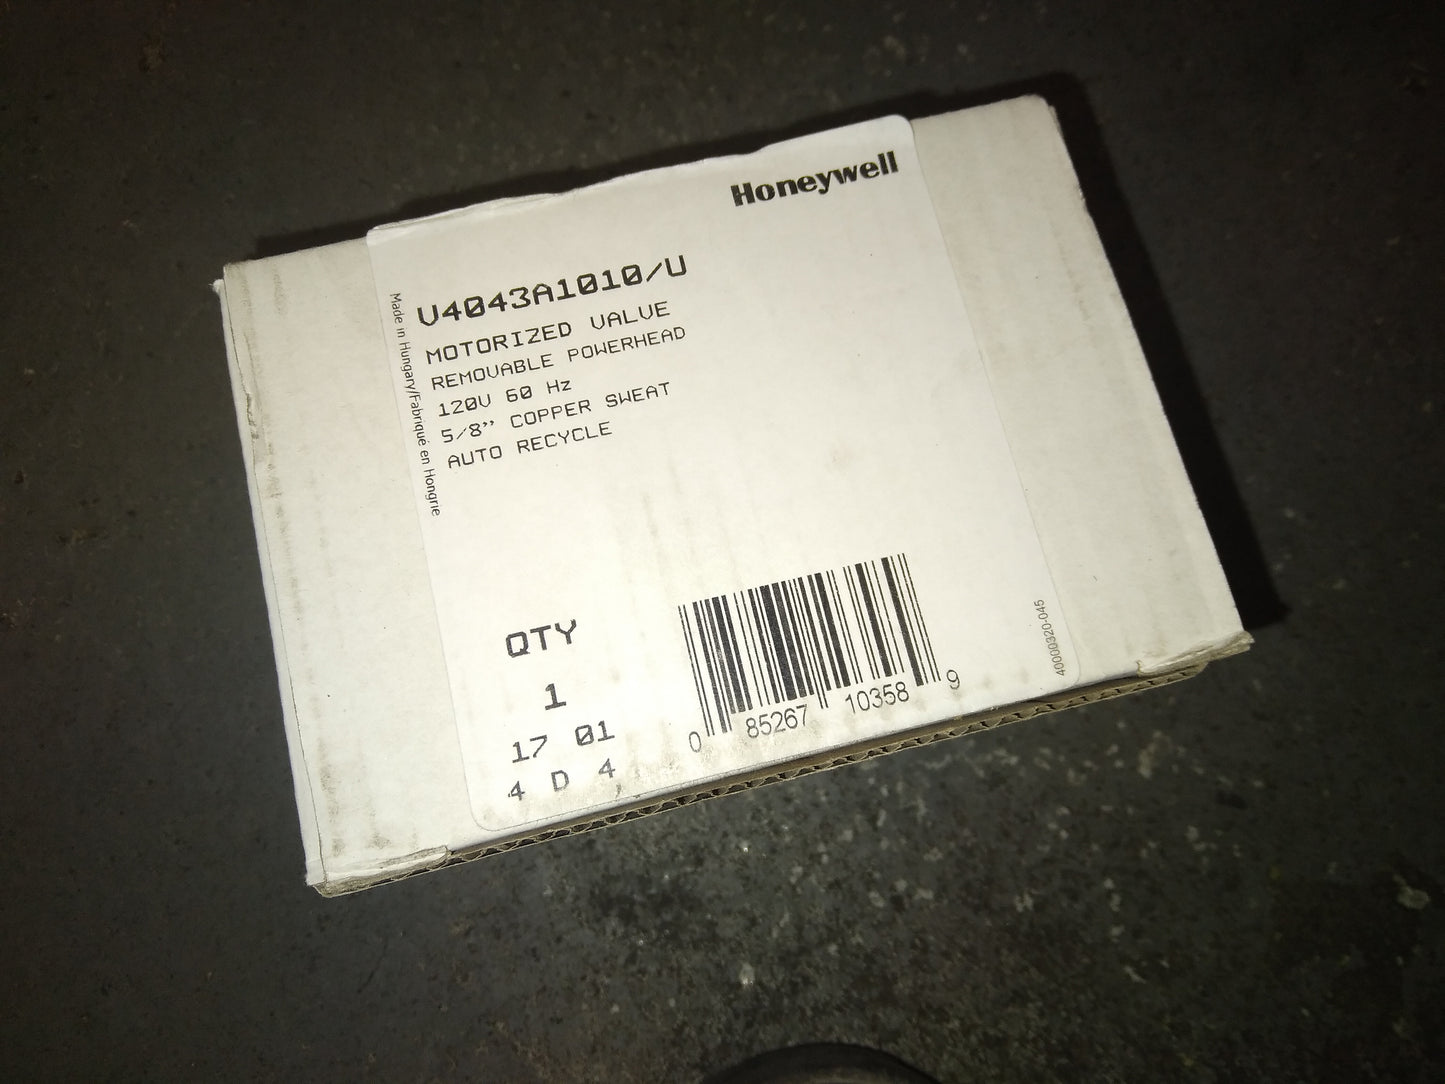 Honeywell
V4043A1010/U
MOTORIZED VALVE
REMOVABLE POWERHEAD
120V 60 Hz
5/8" COPPER SWEAT
AUTO RECYCLE
Made in Hungary/Fabriqué en Hongrie
QTY
1
17 01
4 D 4
0 85267 10358 9
40000320-045